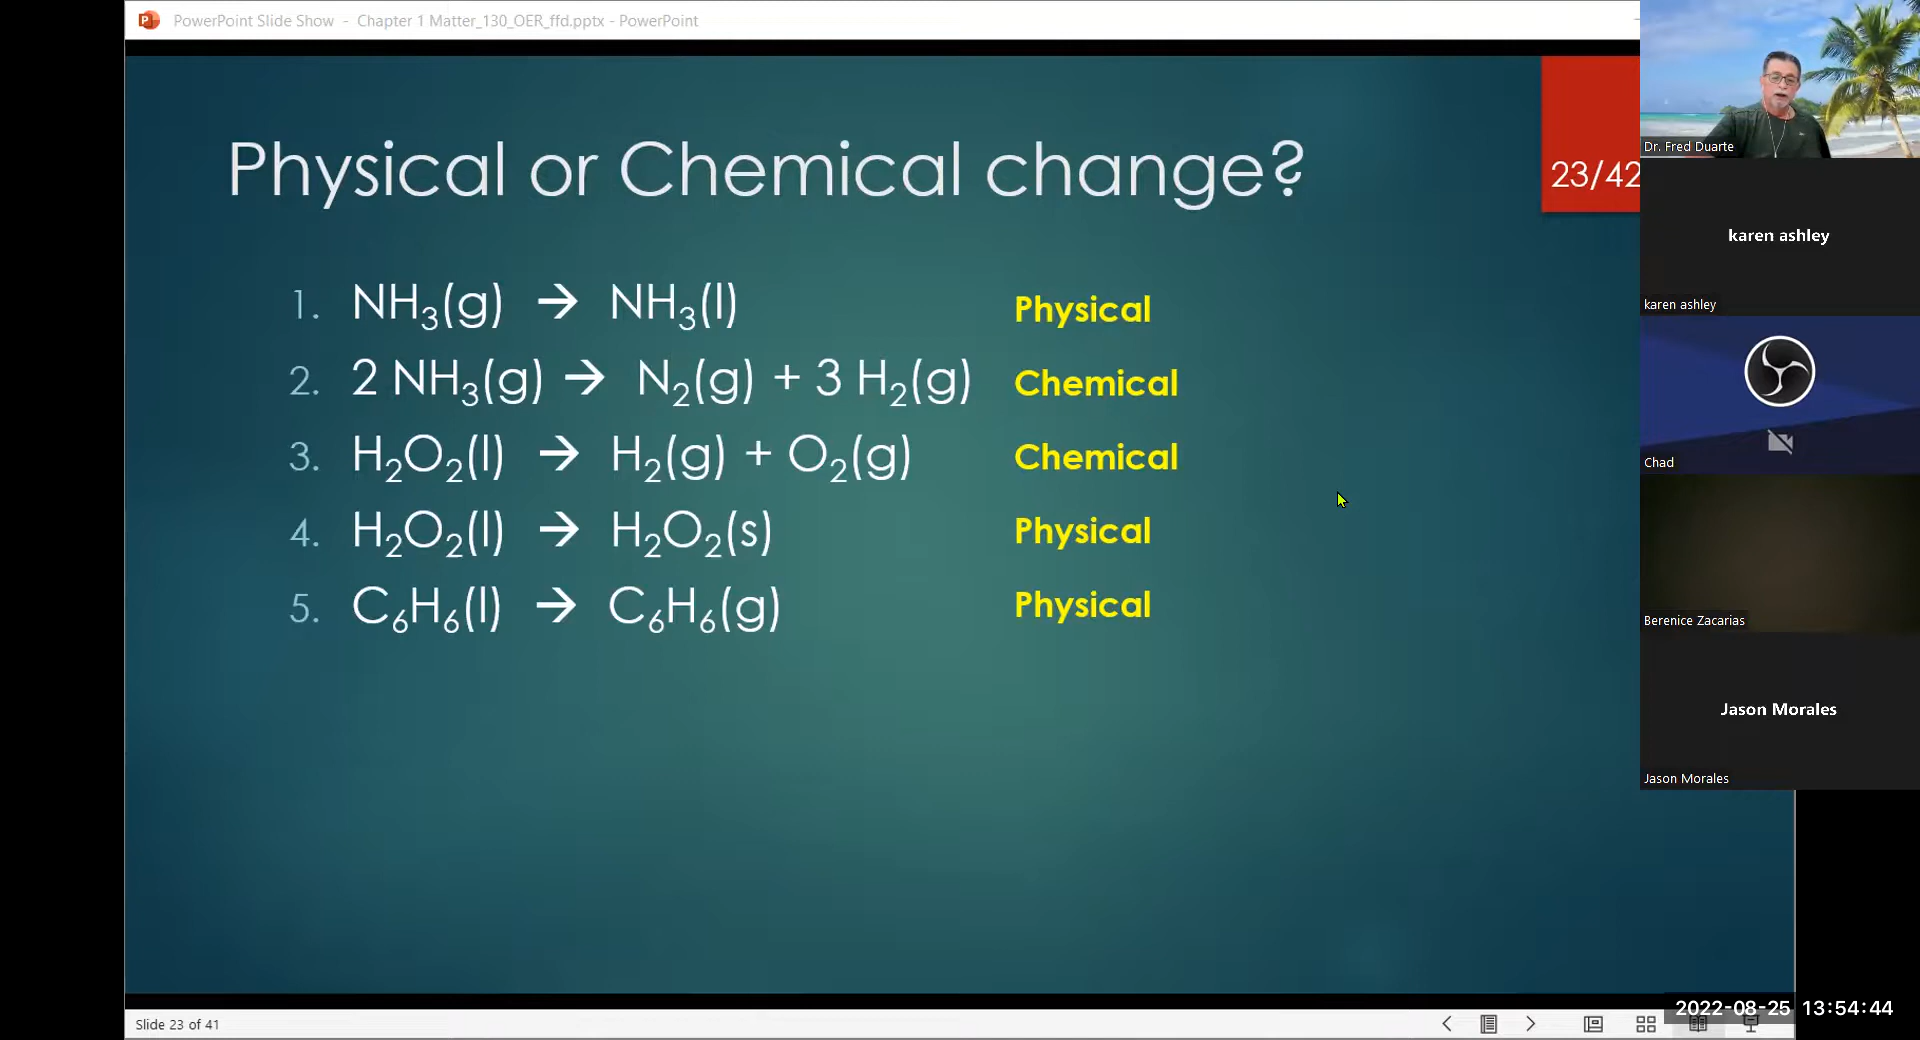 PowerPoint Slide Show - Chapter 1 Matter_130_OER_ffd.pptx - PowerPoint
Physical or Chemical change?
23/42
1. NH₃(g) → NH₃(l) Physical
2. 2 NH₃(g) → N₂(g) + 3 H₂(g) Chemical
3. H₂O₂(l) → H₂(g) + O₂(g) Chemical
4. H₂O₂(l) → H₂O₂(s) Physical
5. C₆H₆(l) → C₆H₆(g) Physical
Dr. Fred Duarte
karen ashley
karen ashley
Chad
Berenice Zacarias
Jason Morales
Jason Morales
Slide 23 of 41
2022-08-25 13:54:44